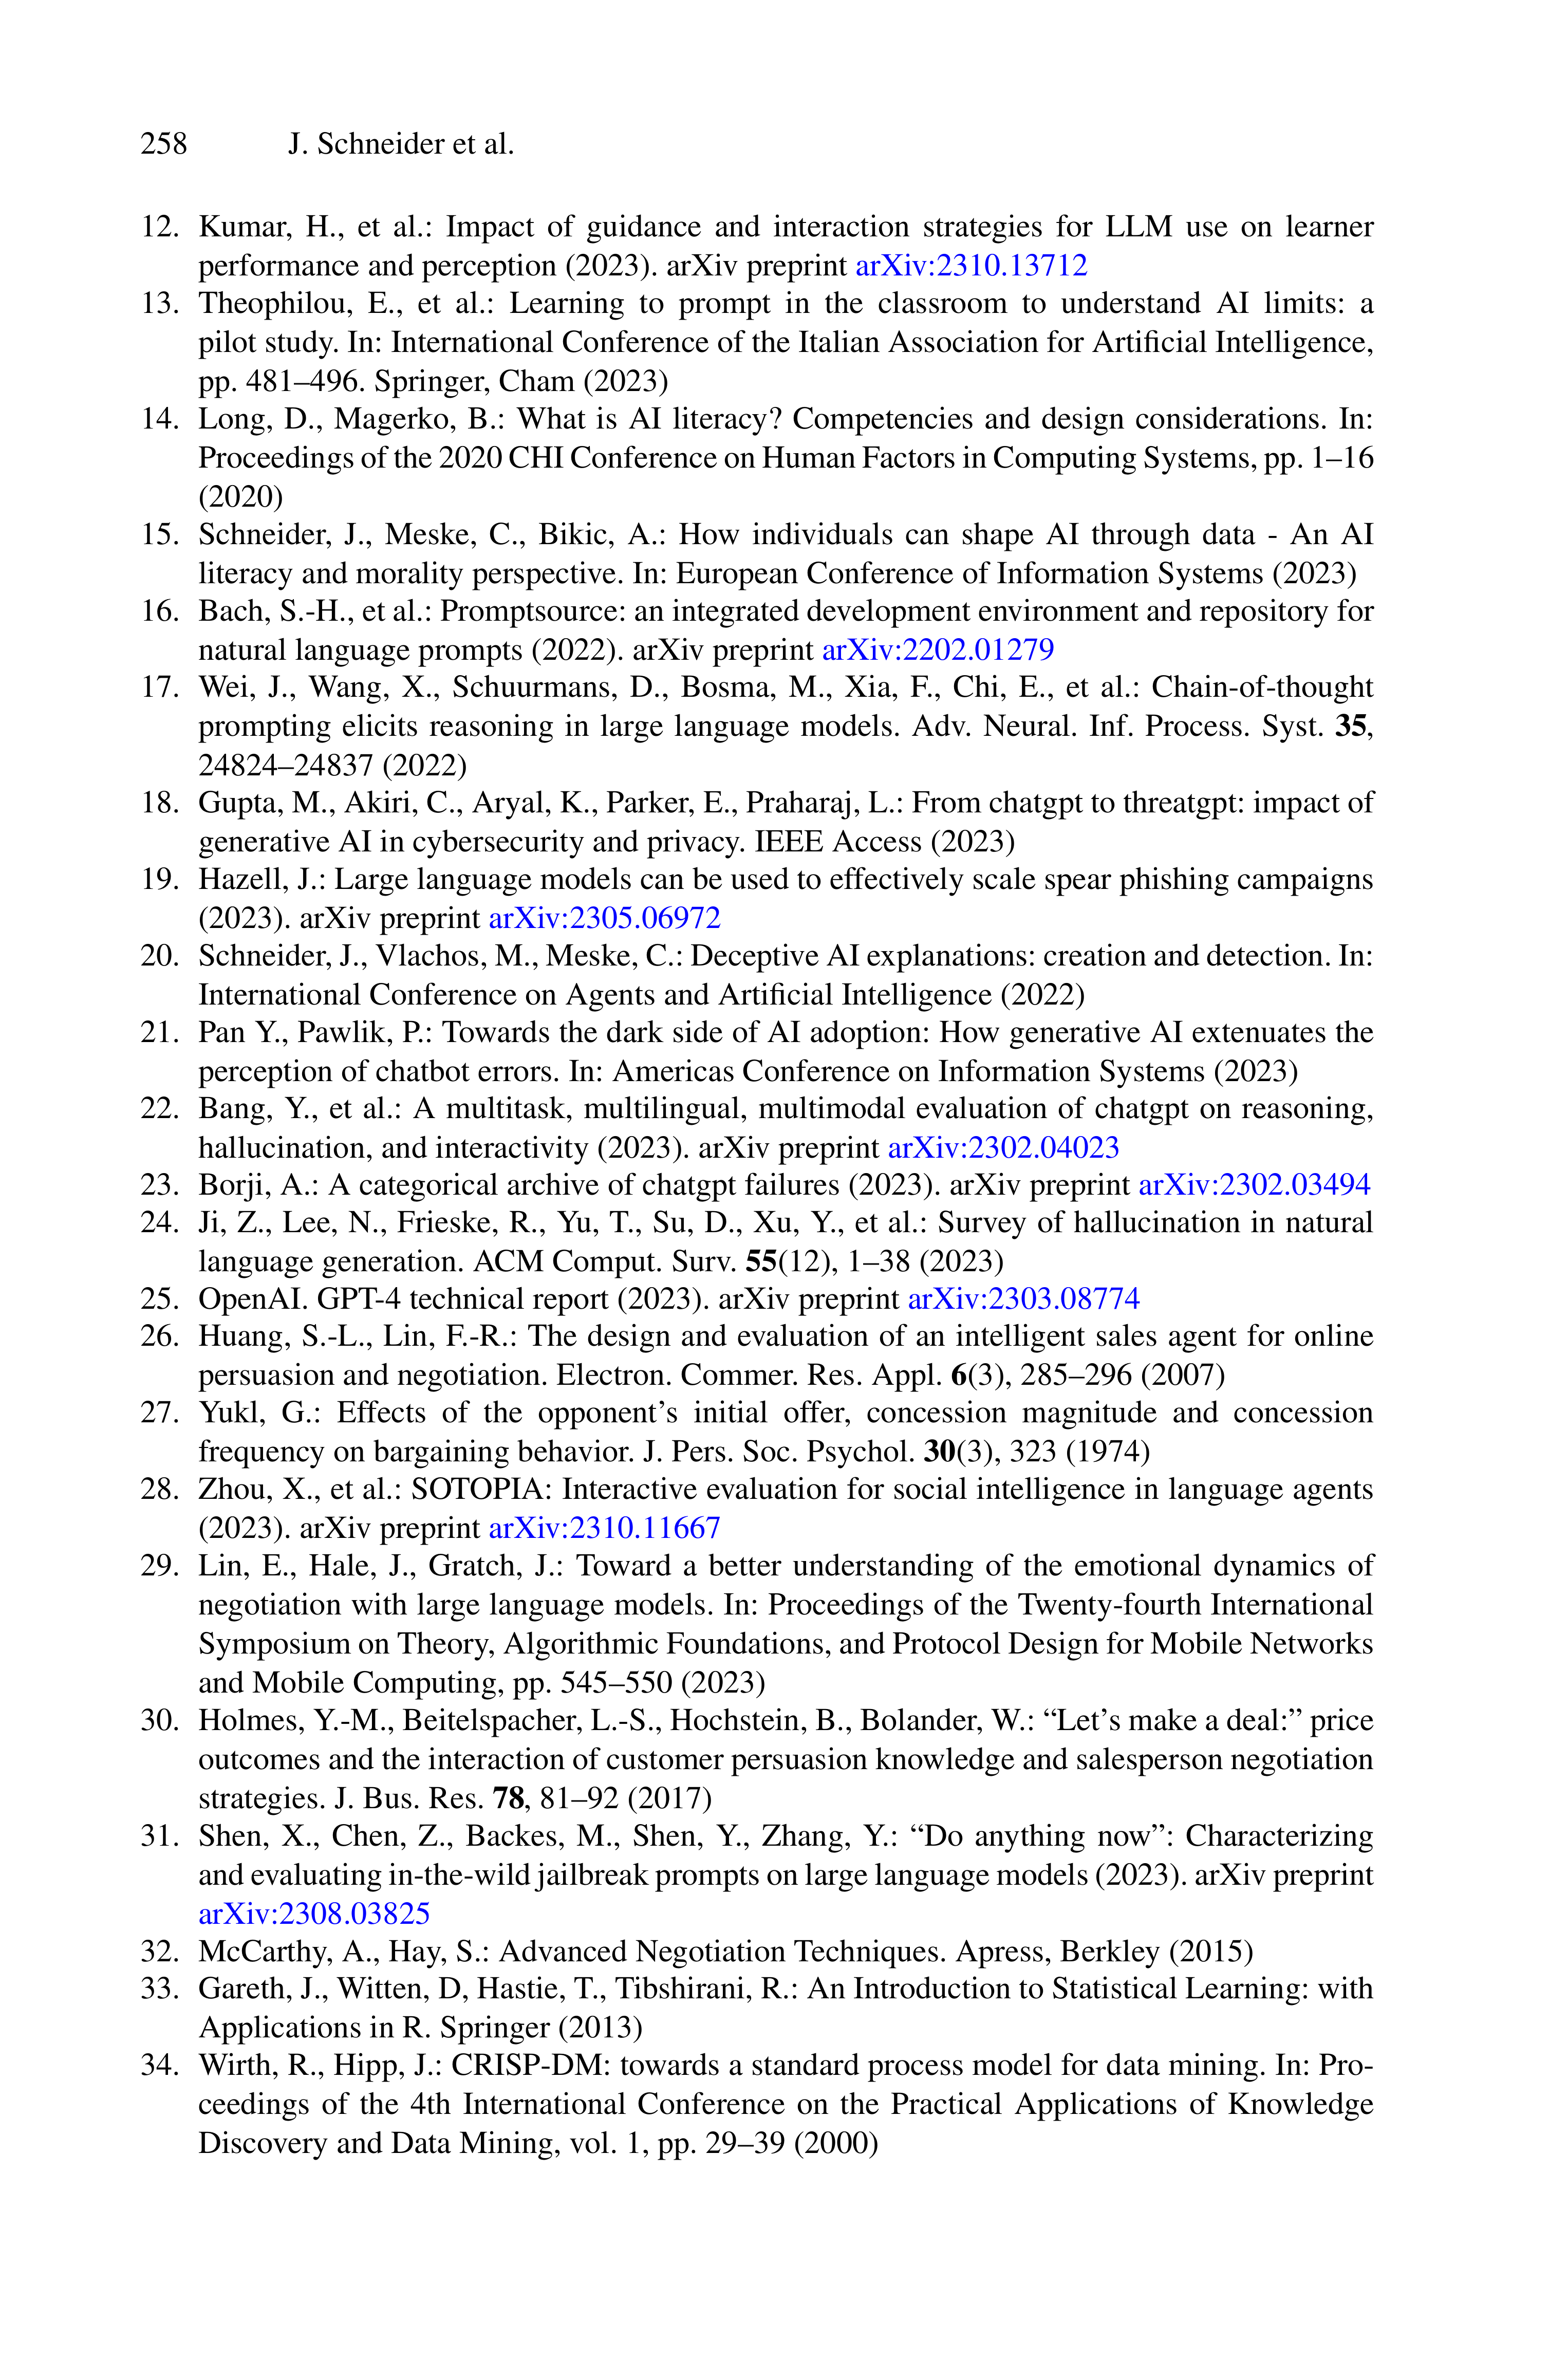 258 J. Schneider et al.
12. Kumar, H., et al.: Impact of guidance and interaction strategies for LLM use on learner
performance and perception (2023). arXiv preprint arXiv:2310.13712
13. Theophilou, E., et al.: Learning to prompt in the classroom to understand AI limits: a
pilot study. In: International Conference of the Italian Association for Artificial Intelligence,
pp. 481–496. Springer, Cham (2023)
14. Long, D., Magerko, B.: What is AI literacy? Competencies and design considerations. In:
Proceedings of the 2020 CHI Conference on Human Factors in Computing Systems, pp. 1–16
(2020)
15. Schneider, J., Meske, C., Bikic, A.: How individuals can shape AI through data - An AI
literacy and morality perspective. In: European Conference of Information Systems (2023)
16. Bach, S.-H., et al.: Promptsource: an integrated development environment and repository for
natural language prompts (2022). arXiv preprint arXiv:2202.01279
17. Wei, J., Wang, X., Schuurmans, D., Bosma, M., Xia, F., Chi, E., et al.: Chain-of-thought
prompting elicits reasoning in large language models. Adv. Neural. Inf. Process. Syst. 35,
24824–24837 (2022)
18. Gupta, M., Akiri, C., Aryal, K., Parker, E., Praharaj, L.: From chatgpt to threatgpt: impact of
generative AI in cybersecurity and privacy. IEEE Access (2023)
19. Hazell, J.: Large language models can be used to effectively scale spear phishing campaigns
(2023). arXiv preprint arXiv:2305.06972
20. Schneider, J., Vlachos, M., Meske, C.: Deceptive AI explanations: creation and detection. In:
International Conference on Agents and Artificial Intelligence (2022)
21. Pan Y., Pawlik, P.: Towards the dark side of AI adoption: How generative AI extenuates the
perception of chatbot errors. In: Americas Conference on Information Systems (2023)
22. Bang, Y., et al.: A multitask, multilingual, multimodal evaluation of chatgpt on reasoning,
hallucination, and interactivity (2023). arXiv preprint arXiv:2302.04023
23. Borji, A.: A categorical archive of chatgpt failures (2023). arXiv preprint arXiv:2302.03494
24. Ji, Z., Lee, N., Frieske, R., Yu, T., Su, D., Xu, Y., et al.: Survey of hallucination in natural
language generation. ACM Comput. Surv. 55(12), 1–38 (2023)
25. OpenAI. GPT-4 technical report (2023). arXiv preprint arXiv:2303.08774
26. Huang, S.-L., Lin, F.-R.: The design and evaluation of an intelligent sales agent for online
persuasion and negotiation. Electron. Commer. Res. Appl. 6(3), 285–296 (2007)
27. Yukl, G.: Effects of the opponent’s initial offer, concession magnitude and concession
frequency on bargaining behavior. J. Pers. Soc. Psychol. 30(3), 323 (1974)
28. Zhou, X., et al.: SOTOPIA: Interactive evaluation for social intelligence in language agents
(2023). arXiv preprint arXiv:2310.11667
29. Lin, E., Hale, J., Gratch, J.: Toward a better understanding of the emotional dynamics of
negotiation with large language models. In: Proceedings of the Twenty-fourth International
Symposium on Theory, Algorithmic Foundations, and Protocol Design for Mobile Networks
and Mobile Computing, pp. 545–550 (2023)
30. Holmes, Y.-M., Beitelspacher, L.-S., Hochstein, B., Bolander, W.: “Let’s make a deal:” price
outcomes and the interaction of customer persuasion knowledge and salesperson negotiation
strategies. J. Bus. Res. 78, 81–92 (2017)
31. Shen, X., Chen, Z., Backes, M., Shen, Y., Zhang, Y.: “Do anything now”: Characterizing
and evaluating in-the-wild jailbreak prompts on large language models (2023). arXiv preprint
arXiv:2308.03825
32. McCarthy, A., Hay, S.: Advanced Negotiation Techniques. Apress, Berkley (2015)
33. Gareth, J., Witten, D, Hastie, T., Tibshirani, R.: An Introduction to Statistical Learning: with
Applications in R. Springer (2013)
34. Wirth, R., Hipp, J.: CRISP-DM: towards a standard process model for data mining. In: Pro-
ceedings of the 4th International Conference on the Practical Applications of Knowledge
Discovery and Data Mining, vol. 1, pp. 29–39 (2000)